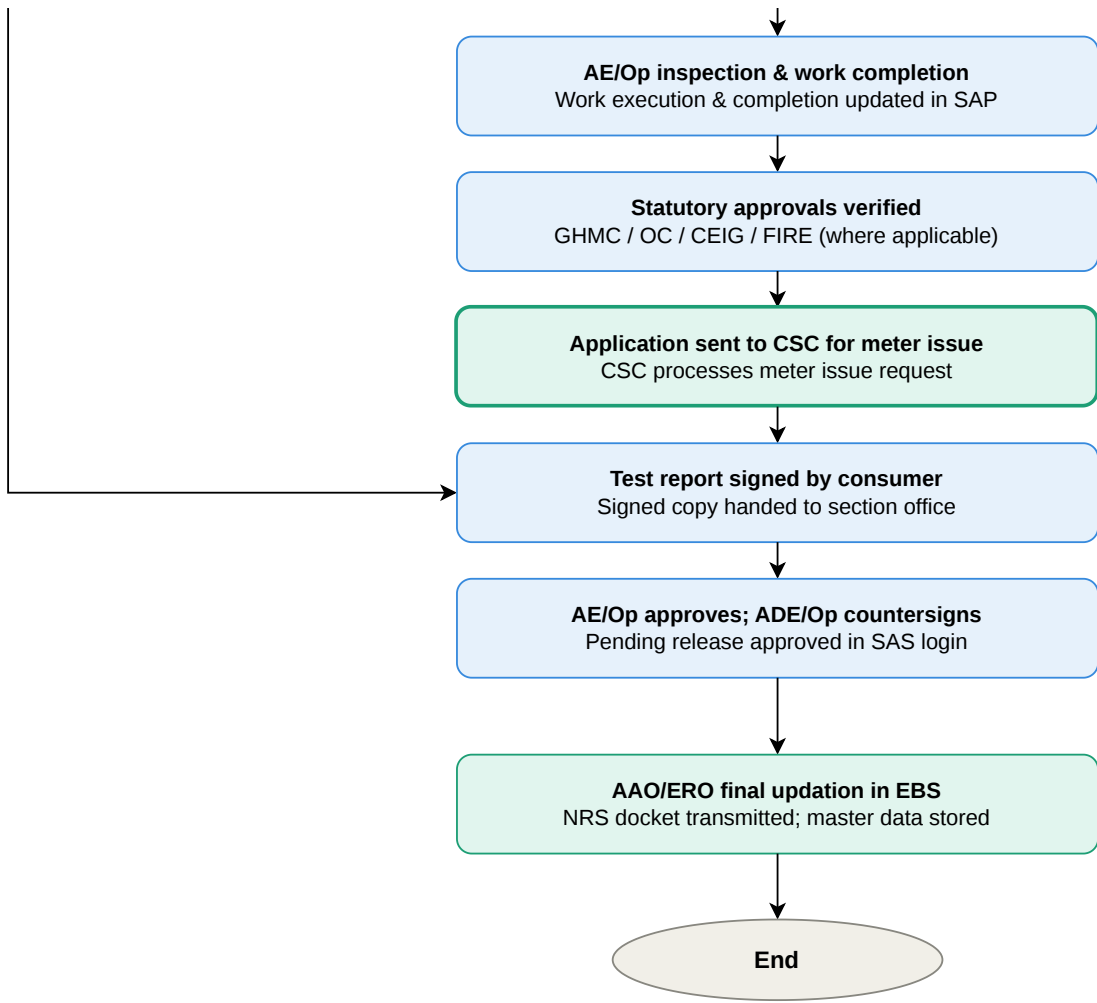 AE/Op inspection & work completion
Work execution & completion updated in SAP
Statutory approvals verified
GHMC / OC / CEIG / FIRE (where applicable)
Application sent to CSC for meter issue
CSC processes meter issue request
Test report signed by consumer
Signed copy handed to section office
AE/Op approves; ADE/Op countersigns
Pending release approved in SAS login
AAO/ERO final updation in EBS
NRS docket transmitted; master data stored
End